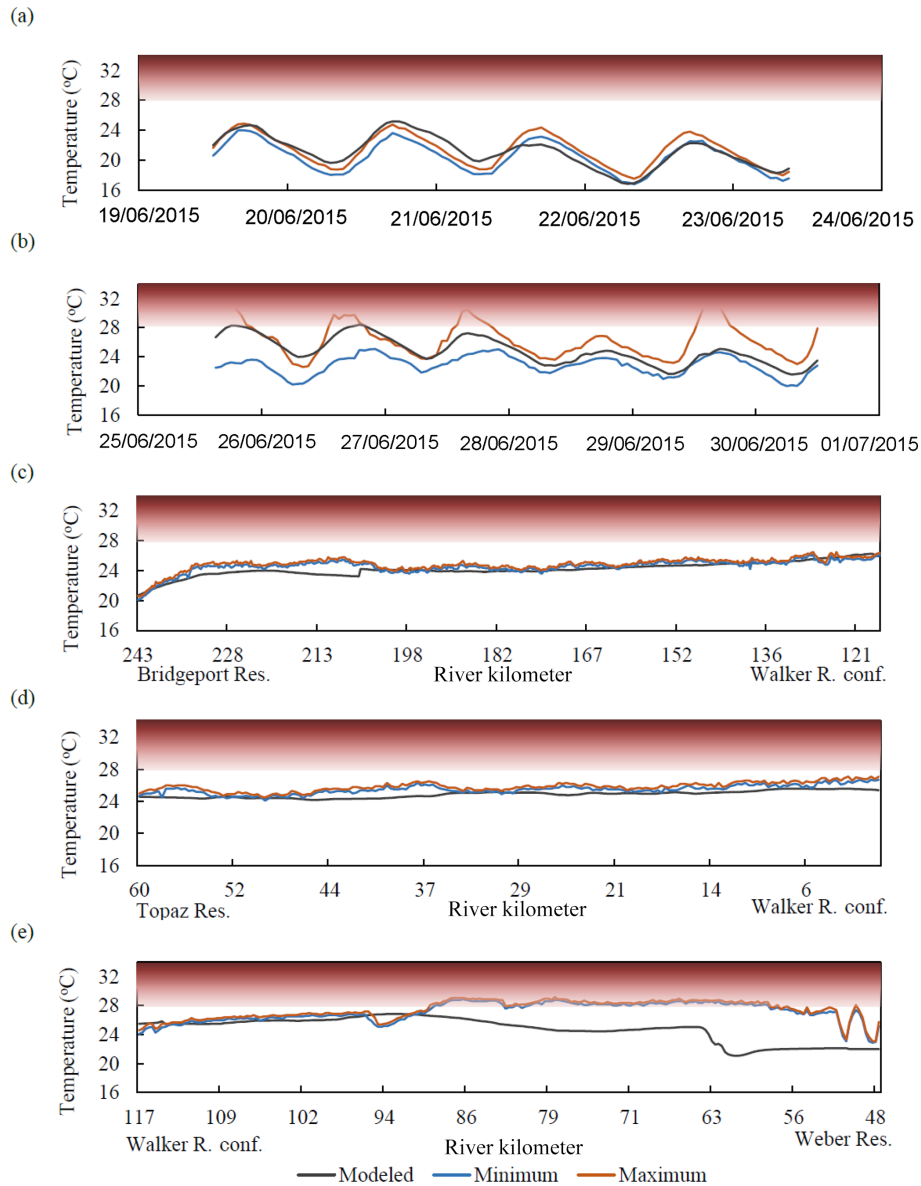 (a)
Temperature (°C)
32
28
24
20
16
19/06/2015 20/06/2015 21/06/2015 22/06/2015 23/06/2015 24/06/2015
(b)
Temperature (°C)
32
28
24
20
16
25/06/2015 26/06/2015 27/06/2015 28/06/2015 29/06/2015 30/06/2015 01/07/2015
(c)
Temperature (°C)
32
28
24
20
16
243 228 213 198 182 167 152 136 121
Bridgeport Res. River kilometer Walker R. conf.
(d)
Temperature (°C)
32
28
24
20
16
60 52 44 37 29 21 14 6
Topaz Res. River kilometer Walker R. conf.
(e)
Temperature (°C)
32
28
24
20
16
117 109 102 94 86 79 71 63 56 48
Walker R. conf. River kilometer Weber Res.
Modeled Minimum Maximum